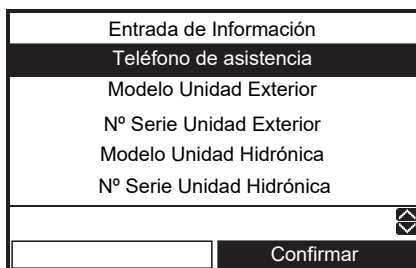 Entrada de Información
Teléfono de asistencia
Modelo Unidad Exterior
Nº Serie Unidad Exterior
Modelo Unidad Hidrónica
Nº Serie Unidad Hidrónica
Confirmar